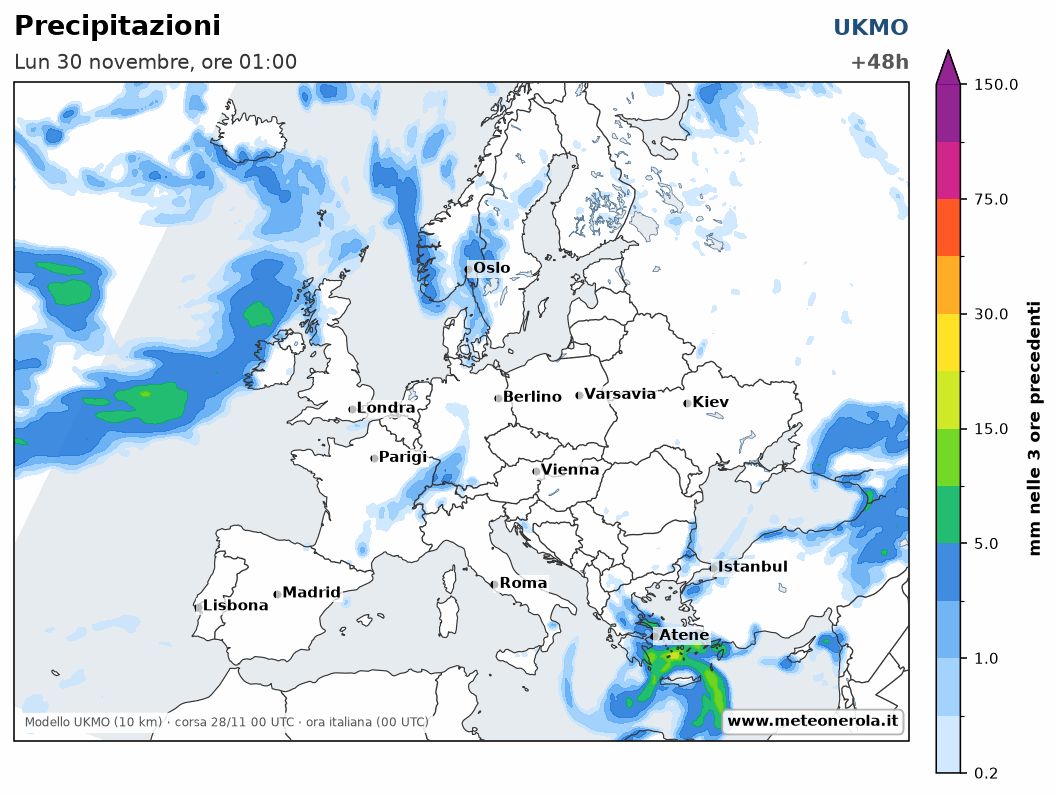 Precipitazioni
UKMO
Lun 30 novembre, ore 01:00
+48h
150.0
75.0
30.0
15.0
5.0
1.0
0.2
mm nelle 3 ore precedenti
Oslo
Berlino
Varsavia
Kiev
Londra
Parigi
Vienna
Istanbul
Roma
Madrid
Lisbona
Atene
Modello UKMO (10 km) · corsa 28/11 00 UTC · ora italiana (00 UTC)
www.meteonerola.it